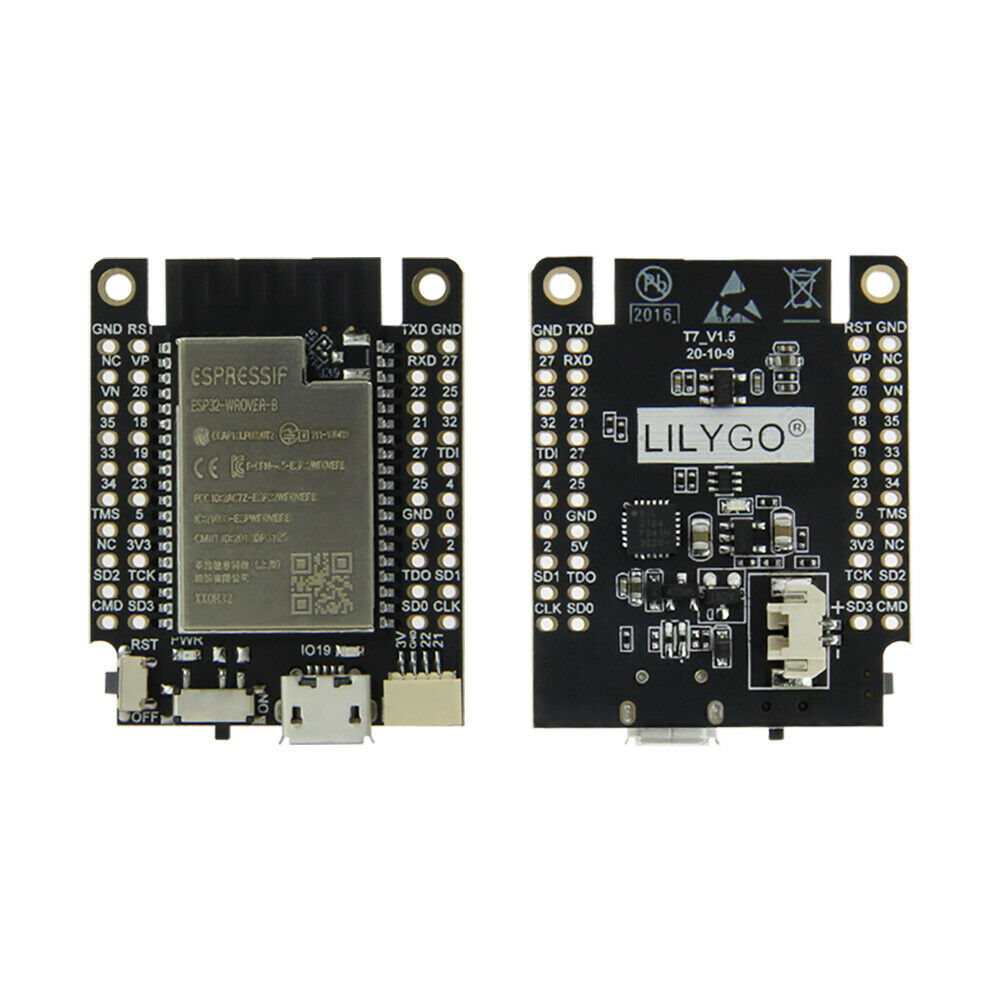 GND RST
NC VP
VN 26
35 18
33 19
34 23
TMS 5
NC 3V3
SD2 TCK
CMD SD3
ESPRESSIF
ESP32-WROVER-B
TXD GND
RXD 27
22 25
21 32
27 TDI
25 4
GND 0
5V 2
TDO SD1
SD0 CLK
RST
PWR
OFF
ON
IO19
3V
GND
22
21
Pb
2016
T7_V1.5
20-10-9
LILYGO®
GND TXD
27 RXD
25 22
32 21
TDI 27
4 25
0 GND
2 5V
SD1 TDO
CLK SD0
RST GND
VP NC
26 VN
18 35
19 33
23 34
5 TMS
3V3 NC
TCK SD2
SD3 CMD
+
-